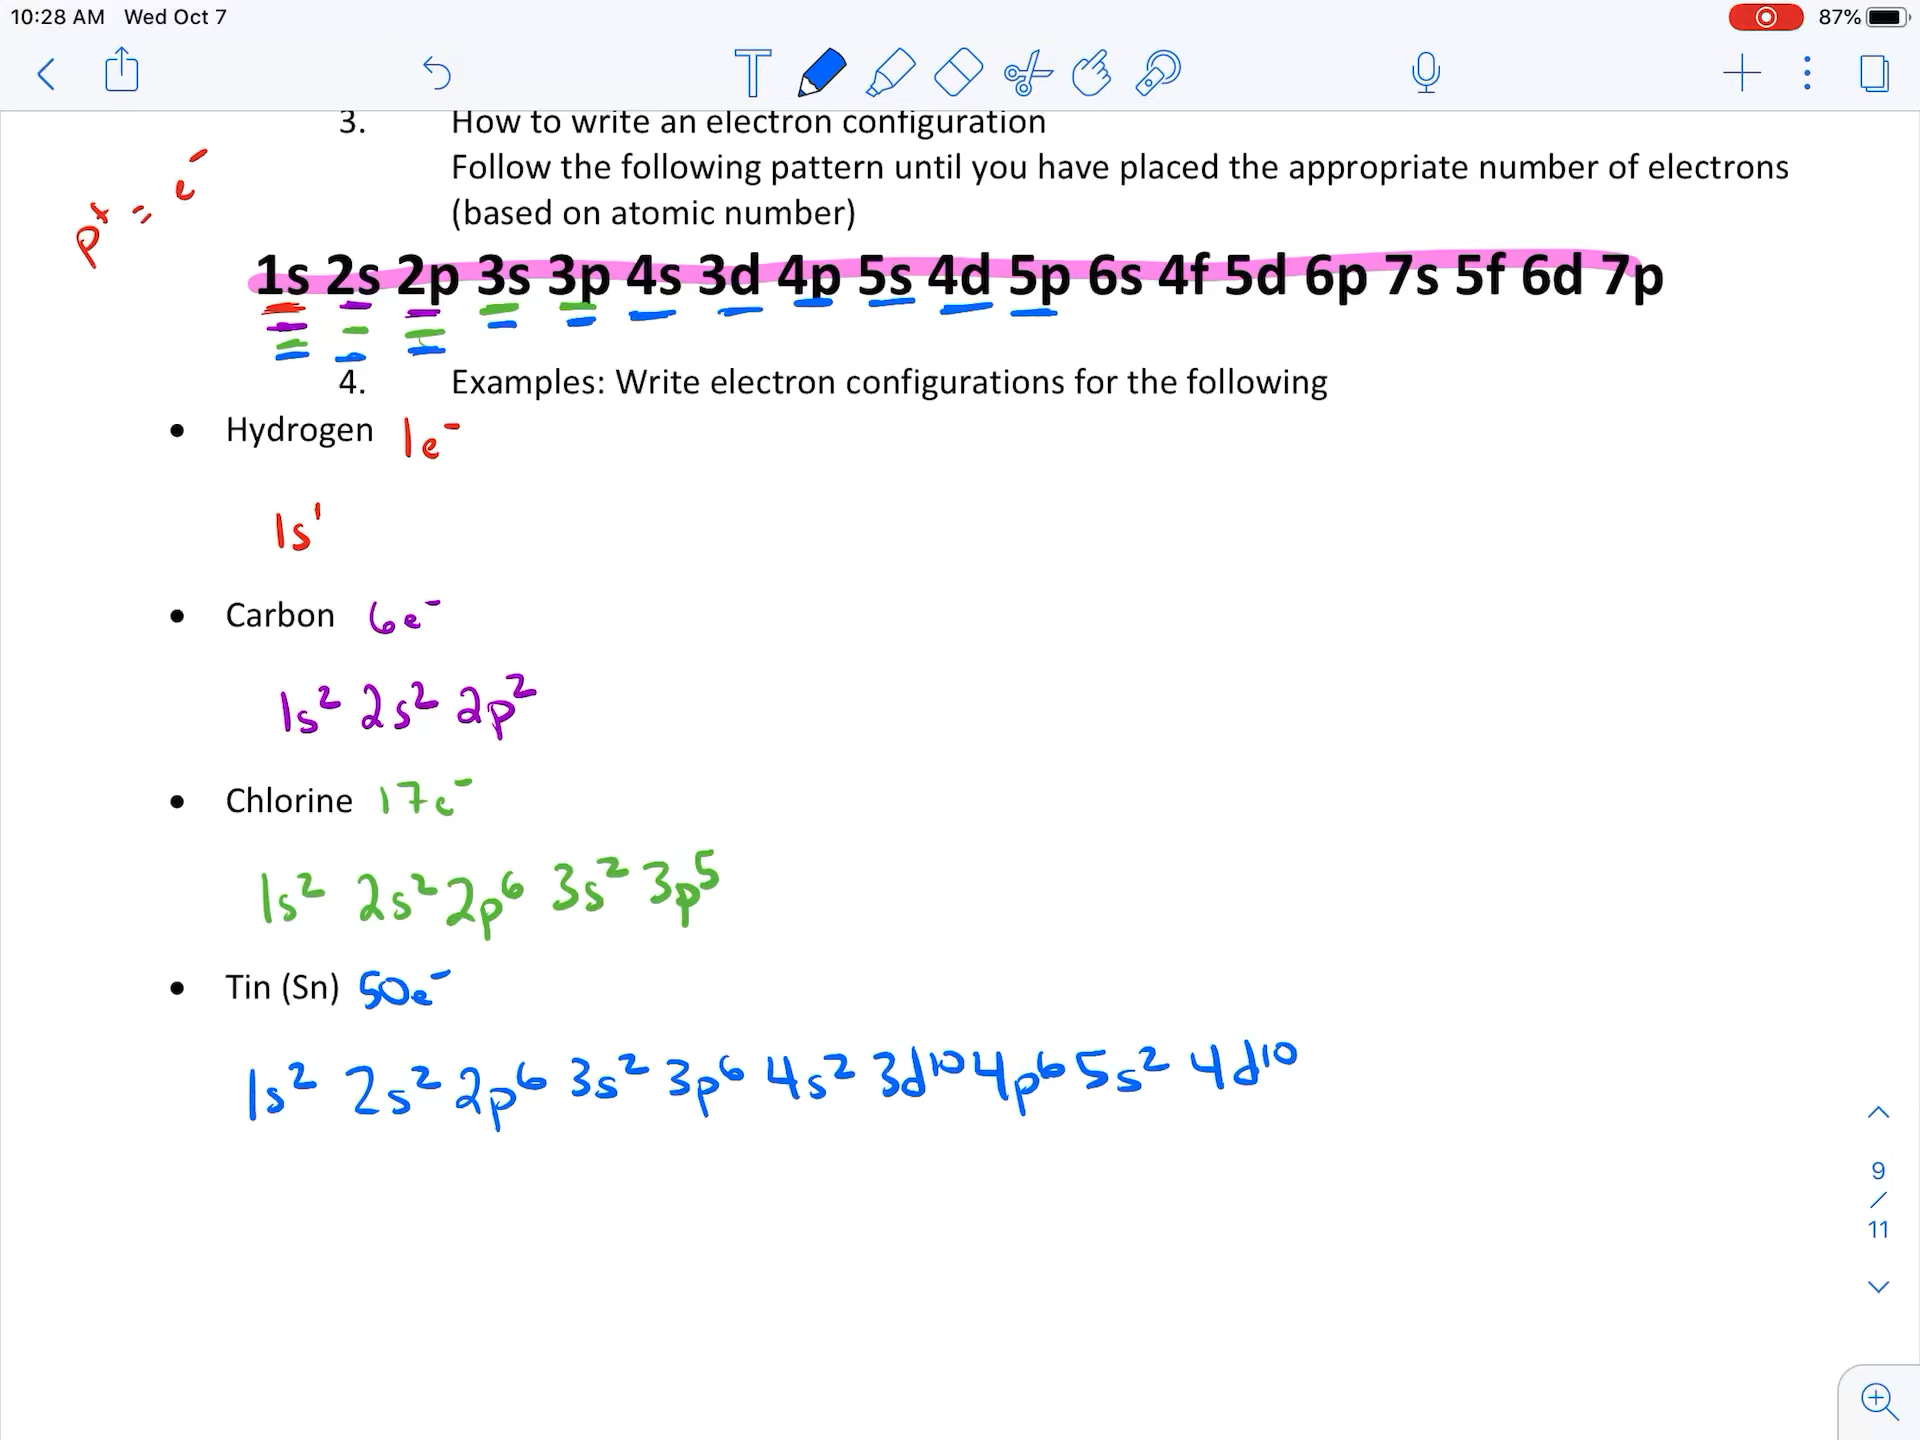 10:28 AM Wed Oct 7 87%
T
3. How to write an electron configuration
p⁺ = e⁻
Follow the following pattern until you have placed the appropriate number of electrons
(based on atomic number)
1s 2s 2p 3s 3p 4s 3d 4p 5s 4d 5p 6s 4f 5d 6p 7s 5f 6d 7p
4. Examples: Write electron configurations for the following
• Hydrogen 1e⁻
1s¹
• Carbon 6e⁻
1s² 2s² 2p²
• Chlorine 17e⁻
1s² 2s² 2p⁶ 3s² 3p⁵
• Tin (Sn) 50e⁻
1s² 2s² 2p⁶ 3s² 3p⁶ 4s² 3d¹⁰ 4p⁶ 5s² 4d¹⁰
9
/
11